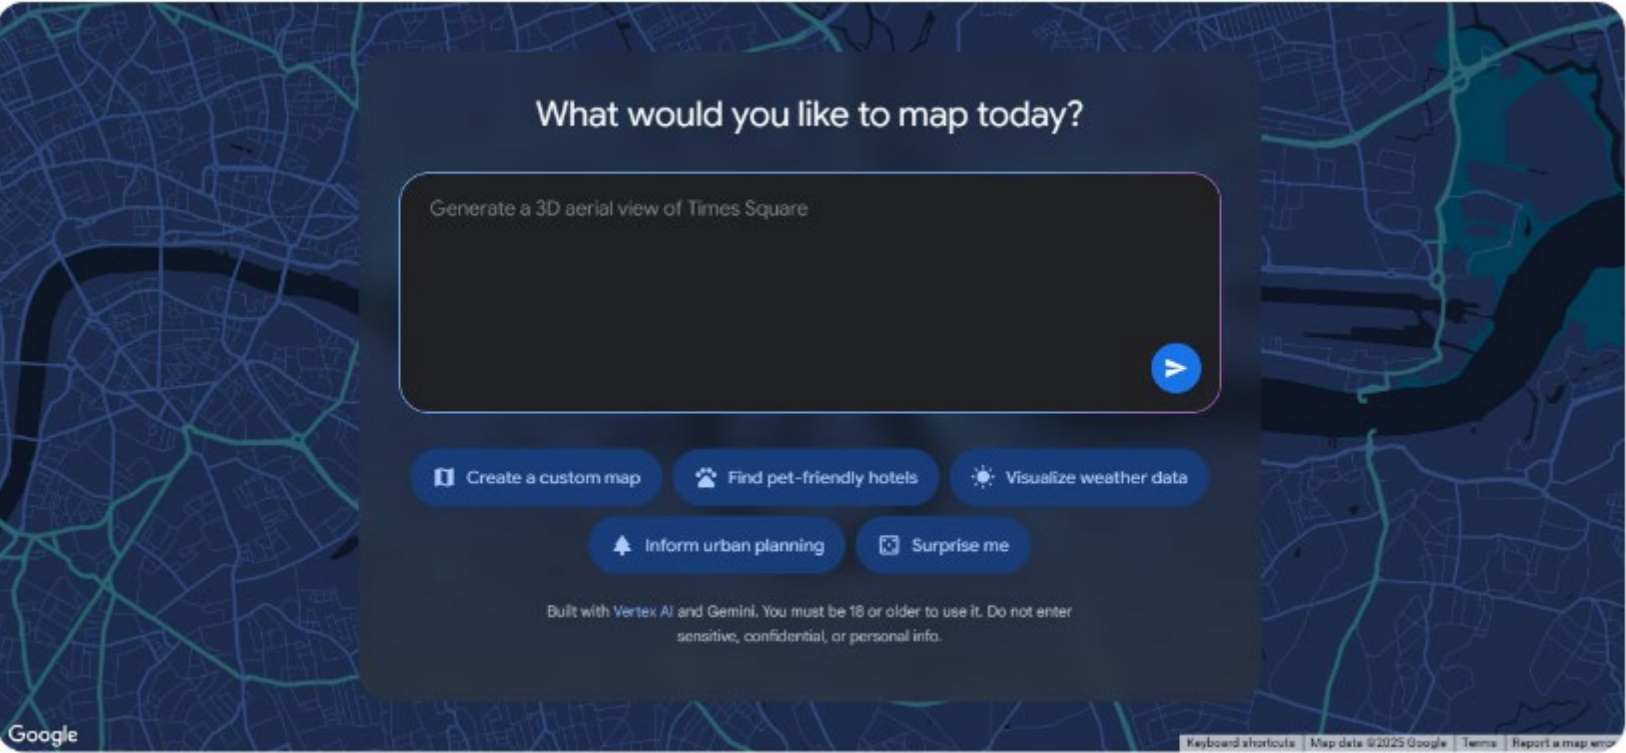 What would you like to map today?
Generate a 3D aerial view of Times Square
Create a custom map
Find pet-friendly hotels
Visualize weather data
Inform urban planning
Surprise me
Built with Vertex AI and Gemini. You must be 18 or older to use it. Do not enter
sensitive, confidential, or personal info.
Google
Keyboard shortcuts
Map data ©2025 Google
Terms
Report a map error